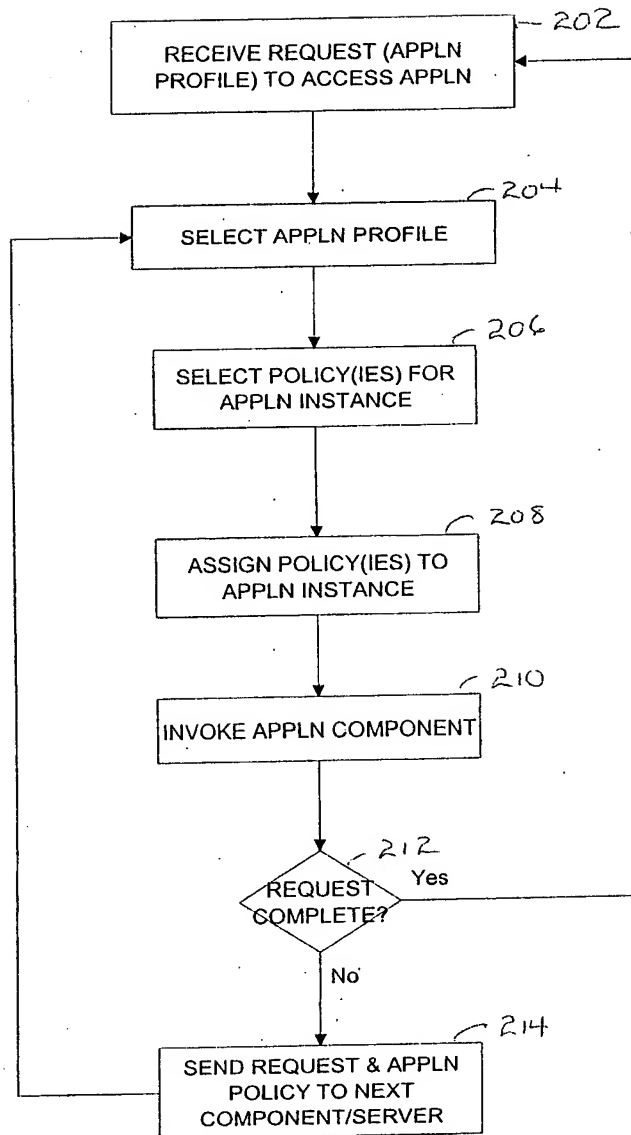 202
RECEIVE REQUEST (APPLN
PROFILE) TO ACCESS APPLN
204
SELECT APPLN PROFILE
206
SELECT POLICY(IES) FOR
APPLN INSTANCE
208
ASSIGN POLICY(IES) TO
APPLN INSTANCE
210
INVOKE APPLN COMPONENT
212
REQUEST
COMPLETE?
Yes
No
214
SEND REQUEST & APPLN
POLICY TO NEXT
COMPONENT/SERVER